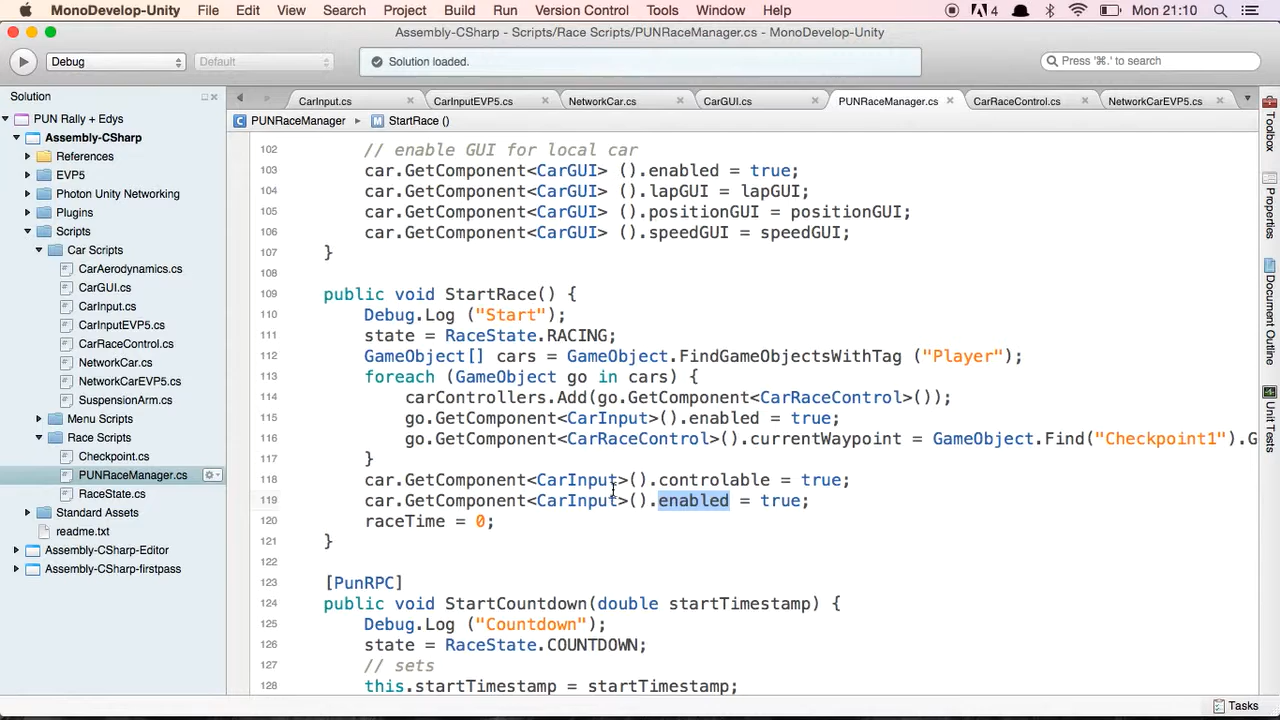 MonoDevelop-Unity File Edit View Search Project Build Run Version Control Tools Window Help 4 Mon 21:10
Assembly-CSharp - Scripts/Race Scripts/PUNRaceManager.cs - MonoDevelop-Unity
Debug Default Solution loaded. Press '⌘.' to search
Solution
CarInput.cs CarInputEVP5.cs NetworkCar.cs CarGUI.cs PUNRaceManager.cs CarRaceControl.cs NetworkCarEVP5.cs
PUNRaceManager StartRace ()
PUN Rally + Edys
Assembly-CSharp
References
EVP5
Photon Unity Networking
Plugins
Scripts
Car Scripts
CarAerodynamics.cs
CarGUI.cs
CarInput.cs
CarInputEVP5.cs
CarRaceControl.cs
NetworkCar.cs
NetworkCarEVP5.cs
SuspensionArm.cs
Menu Scripts
Race Scripts
Checkpoint.cs
PUNRaceManager.cs
RaceState.cs
Standard Assets
readme.txt
Assembly-CSharp-Editor
Assembly-CSharp-firstpass
102 // enable GUI for local car
103 car.GetComponent<CarGUI> ().enabled = true;
104 car.GetComponent<CarGUI> ().lapGUI = lapGUI;
105 car.GetComponent<CarGUI> ().positionGUI = positionGUI;
106 car.GetComponent<CarGUI> ().speedGUI = speedGUI;
107 }
108
109 public void StartRace() {
110 Debug.Log ("Start");
111 state = RaceState.RACING;
112 GameObject[] cars = GameObject.FindGameObjectsWithTag ("Player");
113 foreach (GameObject go in cars) {
114 carControllers.Add(go.GetComponent<CarRaceControl>());
115 go.GetComponent<CarInput>().enabled = true;
116 go.GetComponent<CarRaceControl>().currentWaypoint = GameObject.Find("Checkpoint1").G
117 }
118 car.GetComponent<CarInput>().controlable = true;
119 car.GetComponent<CarInput>().enabled = true;
120 raceTime = 0;
121 }
122
123 [PunRPC]
124 public void StartCountdown(double startTimestamp) {
125 Debug.Log ("Countdown");
126 state = RaceState.COUNTDOWN;
127 // sets
128 this.startTimestamp = startTimestamp;
Toolbox
Properties
Document Outline
Unit Tests
Tasks